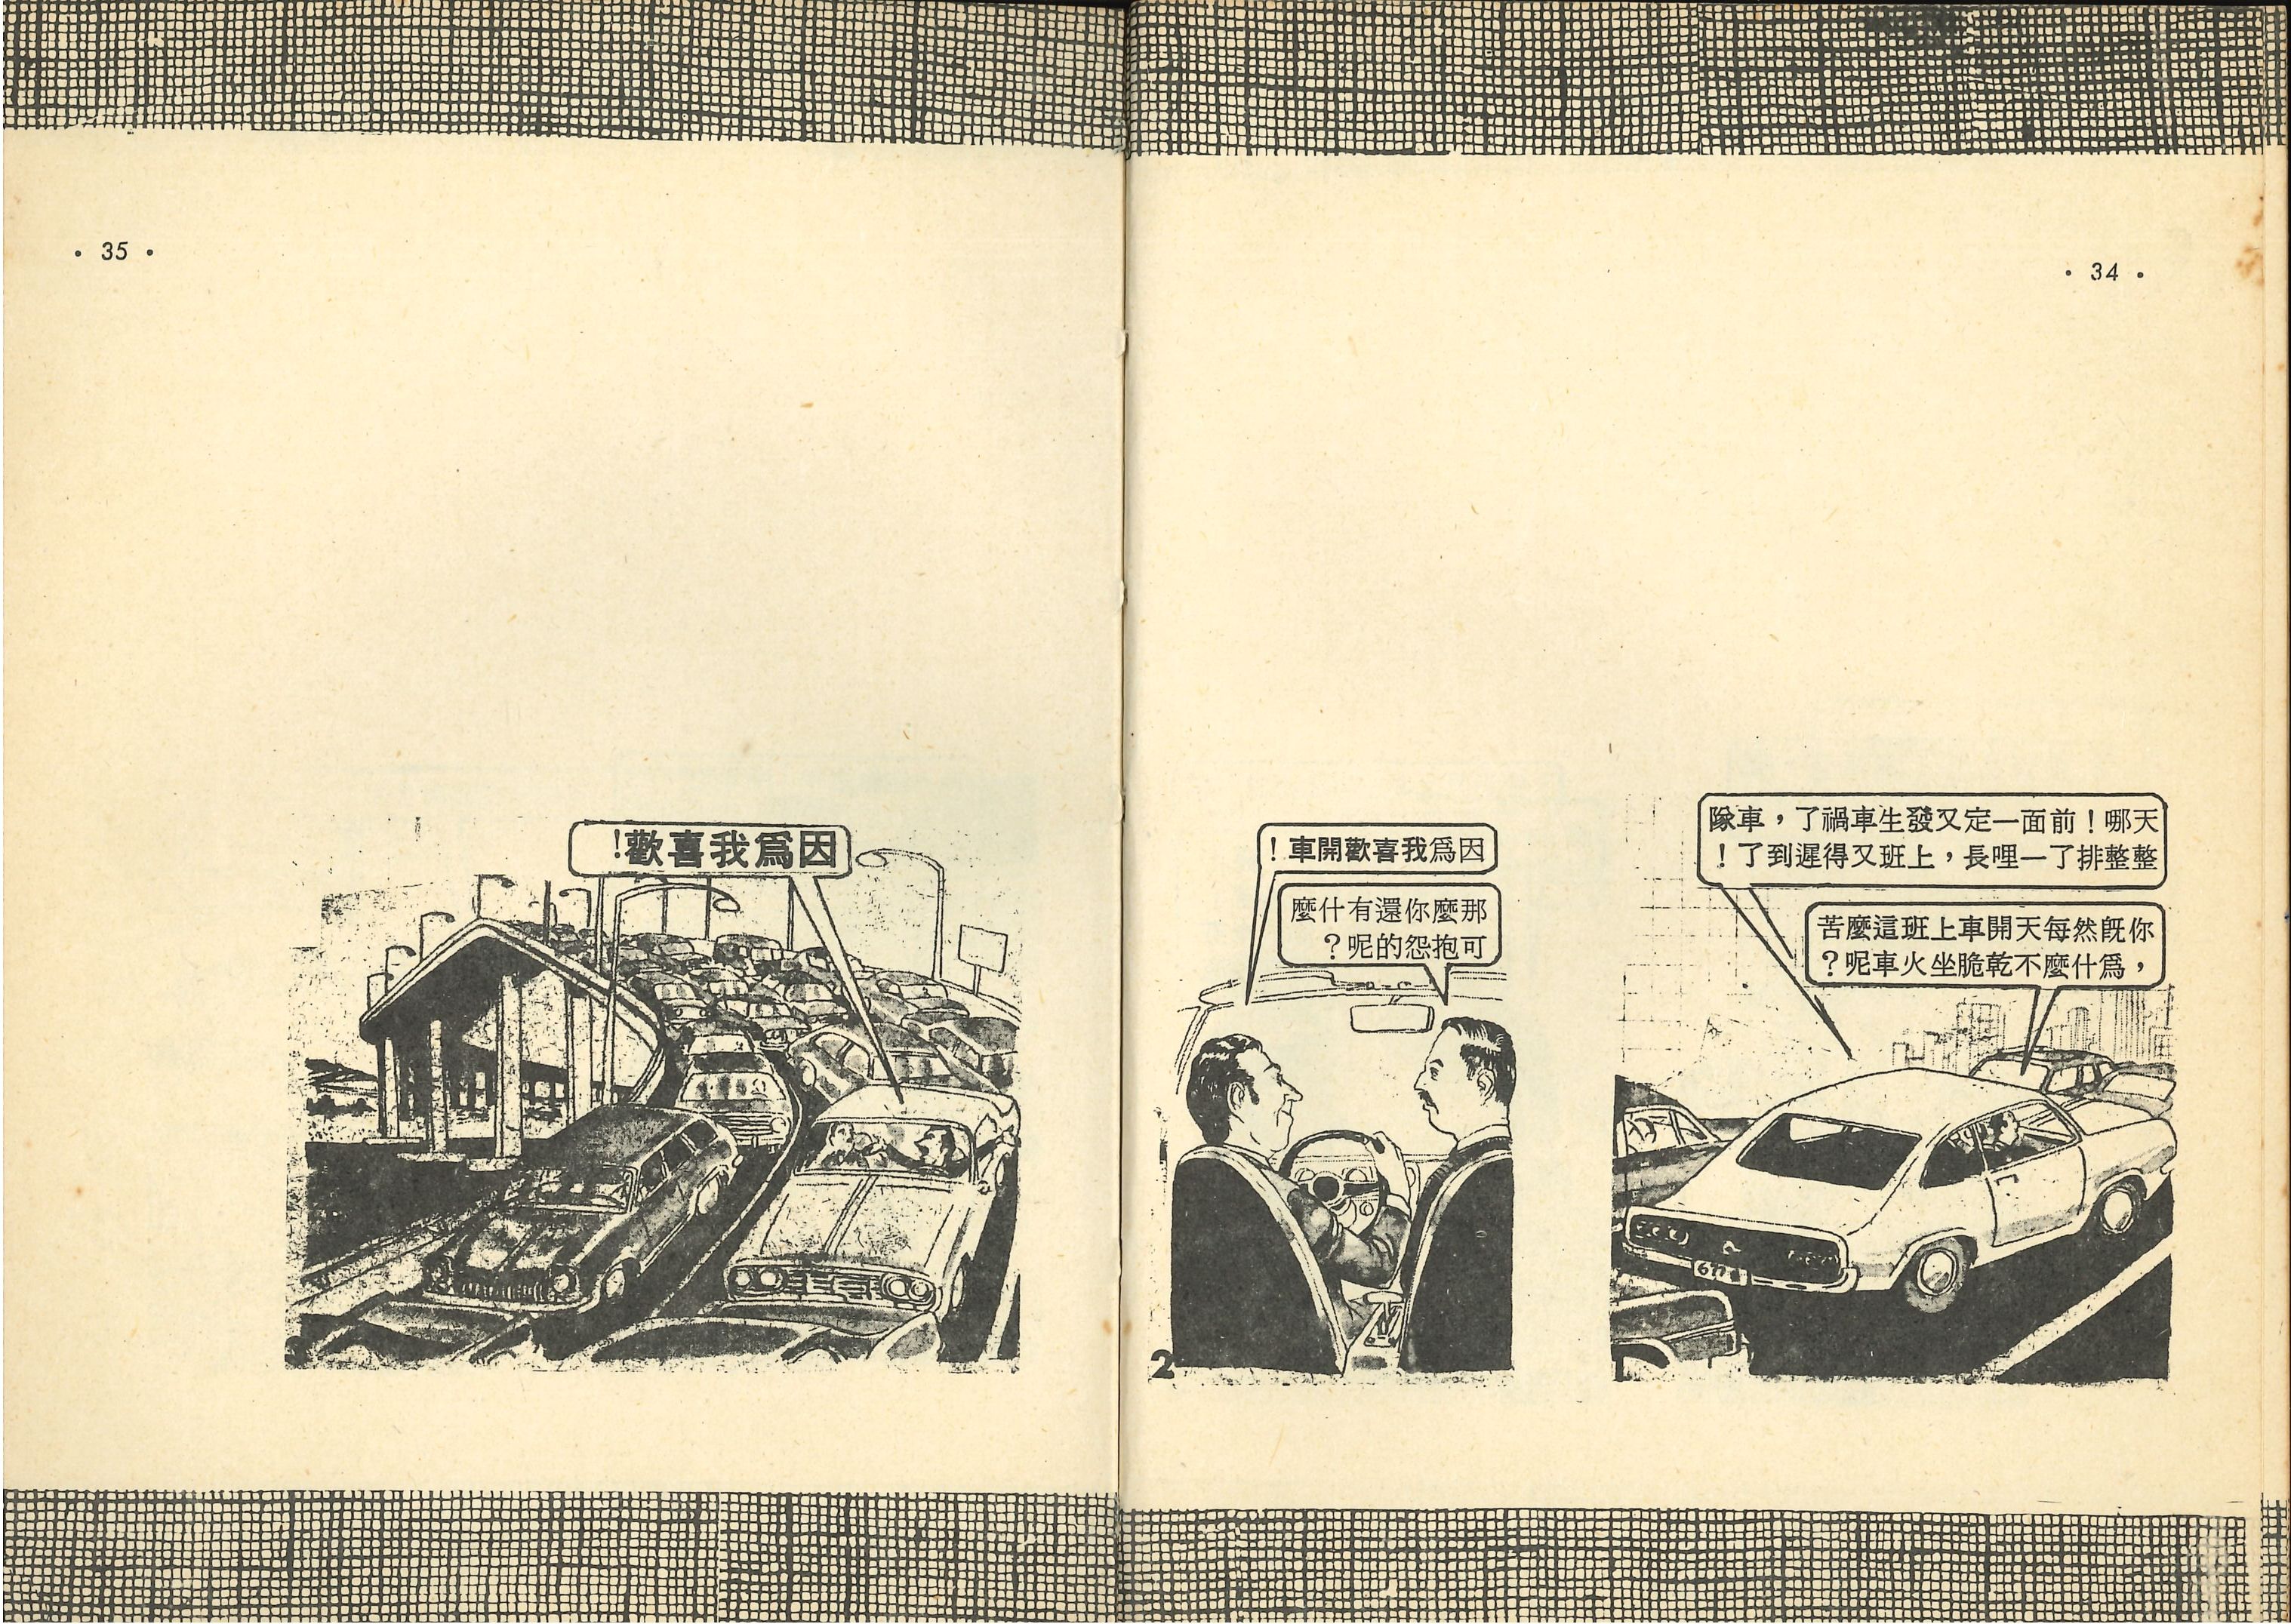 • 34 •
天哪！前面一定又發生車禍了，車隊
整整排了一哩長，上班又得遲到了！
你既然每天開車上班這麼苦
，爲什麼不乾脆坐火車呢？
677
因爲我喜歡開車！
那麼你還有什麼
可抱怨的呢？
2
• 35 •
因爲我喜歡！